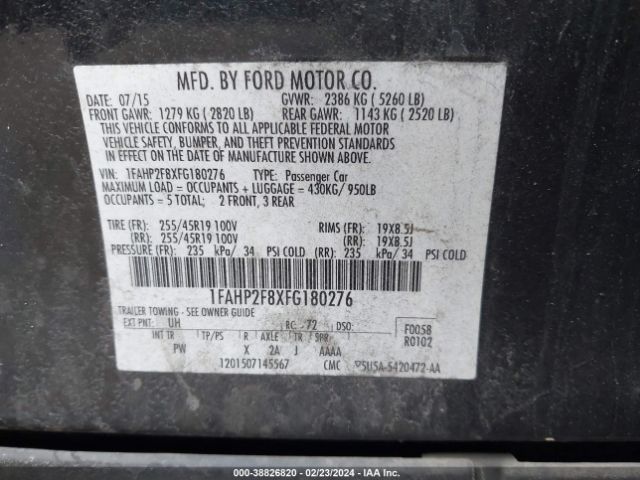 MFD. BY FORD MOTOR CO.
DATE: 07/15 GVWR: 2386 KG ( 5260 LB)
FRONT GAWR: 1279 KG ( 2820 LB) REAR GAWR: 1143 KG ( 2520 LB)
THIS VEHICLE CONFORMS TO ALL APPLICABLE FEDERAL MOTOR
VEHICLE SAFETY, BUMPER, AND THEFT PREVENTION STANDARDS
IN EFFECT ON THE DATE OF MANUFACTURE SHOWN ABOVE.
VIN: 1FAHP2F8XFG180276 TYPE: Passenger Car
MAXIMUM LOAD = OCCUPANTS + LUGGAGE = 430KG/ 950LB
OCCUPANTS = 5 TOTAL; 2 FRONT, 3 REAR
TIRE (FR): 255/45R19 100V RIMS (FR): 19X8.5J
(RR): 255/45R19 100V (RR): 19X8.5J
PRESSURE (FR): 235 kPa/ 34 PSI COLD (RR): 235 kPa/ 34 PSI COLD
1FAHP2F8XFG180276
TRAILER TOWING - SEE OWNER GUIDE
EXT PNT: UH RC: 72 DSO: F0058
INT TR TP/PS R AXLE TR SPR R0102
PW X 2A J AAAA
1201507145567 CMC 5U5A-5420472-AA
000-38826820 - 02/23/2024 - IAA Inc.